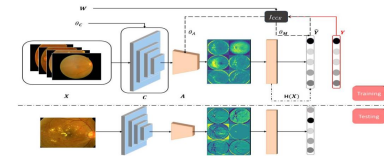 W
θ_C
f_CCE
θ_A
θ_M
Ŷ
Y
X
C
A
H(X)
Training
Testing